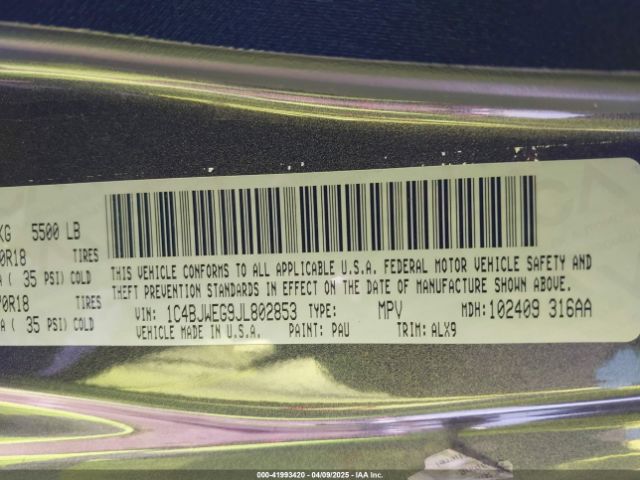 KG 5500 LB
0R18 TIRES
A ( 35 PSI) COLD
70R18 TIRES
A ( 35 PSI) COLD
THIS VEHICLE CONFORMS TO ALL APPLICABLE U.S.A. FEDERAL MOTOR VEHICLE SAFETY AND
THEFT PREVENTION STANDARDS IN EFFECT ON THE DATE OF MANUFACTURE SHOWN ABOVE.
VIN: 1C4BJWEG9JL802853 TYPE: MPV MDH: 102409 316AA
VEHICLE MADE IN U.S.A. PAINT: PAU TRIM: ALX9
000-41993420 | 04/09/2025 - IAA Inc.